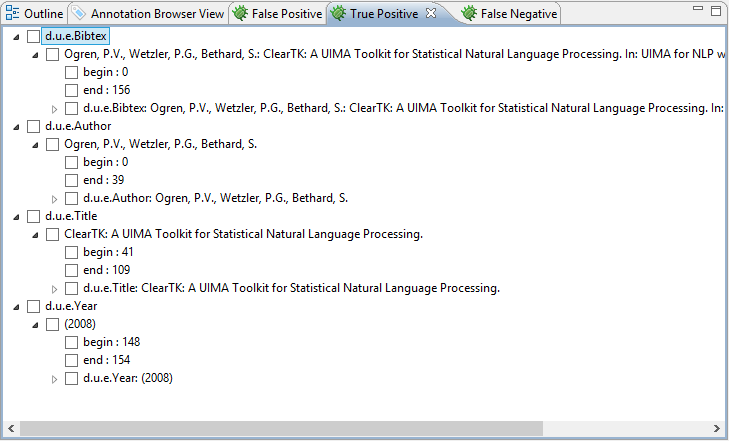 Outline Annotation Browser View False Positive True Positive False Negative
d.u.e.Bibtex
Ogren, P.V., Wetzler, P.G., Bethard, S.: ClearTK: A UIMA Toolkit for Statistical Natural Language Processing. In: UIMA for NLP w
begin : 0
end : 156
d.u.e.Bibtex: Ogren, P.V., Wetzler, P.G., Bethard, S.: ClearTK: A UIMA Toolkit for Statistical Natural Language Processing. In:
d.u.e.Author
Ogren, P.V., Wetzler, P.G., Bethard, S.
begin : 0
end : 39
d.u.e.Author: Ogren, P.V., Wetzler, P.G., Bethard, S.
d.u.e.Title
ClearTK: A UIMA Toolkit for Statistical Natural Language Processing.
begin : 41
end : 109
d.u.e.Title: ClearTK: A UIMA Toolkit for Statistical Natural Language Processing.
d.u.e.Year
(2008)
begin : 148
end : 154
d.u.e.Year: (2008)